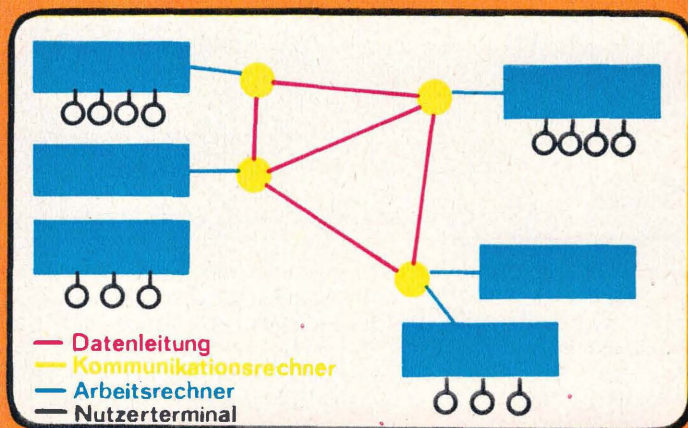 Datenleitung
Kommunikationsrechner
Arbeitsrechner
Nutzerterminal